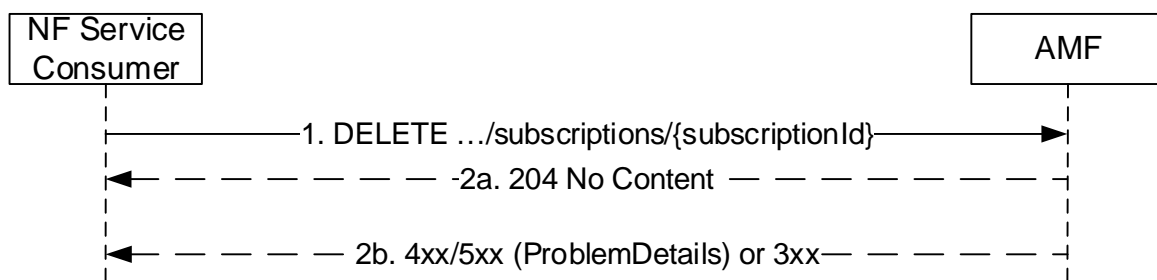 NF Service
Consumer
AMF
1. DELETE …/subscriptions/{subscriptionId}
2a. 204 No Content
2b. 4xx/5xx (ProblemDetails) or 3xx